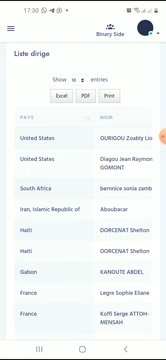 17:30
Binary Side
Liste dirige
Show 10 entries
Excel PDF Print
PAYS NOM
United States OURIGOU Zoably Lio
United States Diagou Jean Raymon
GOMONT
South Africa bernnice sonia zamb
Iran, Islamic Republic of Aboubacar
Haiti DORCENAT Shelton
Haiti DORCENAT Shelton
Gabon KANOUTE ABDEL
France Legre Sophie Eliane
France Koffi Serge ATTOH-
MENSAH